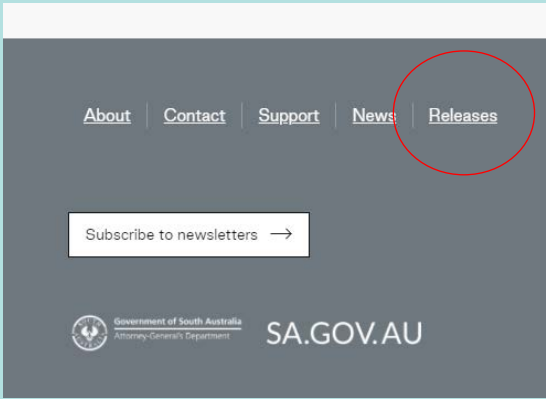 About Contact Support News Releases
Subscribe to newsletters →
Government of South Australia
Attorney-General's Department
SA.GOV.AU